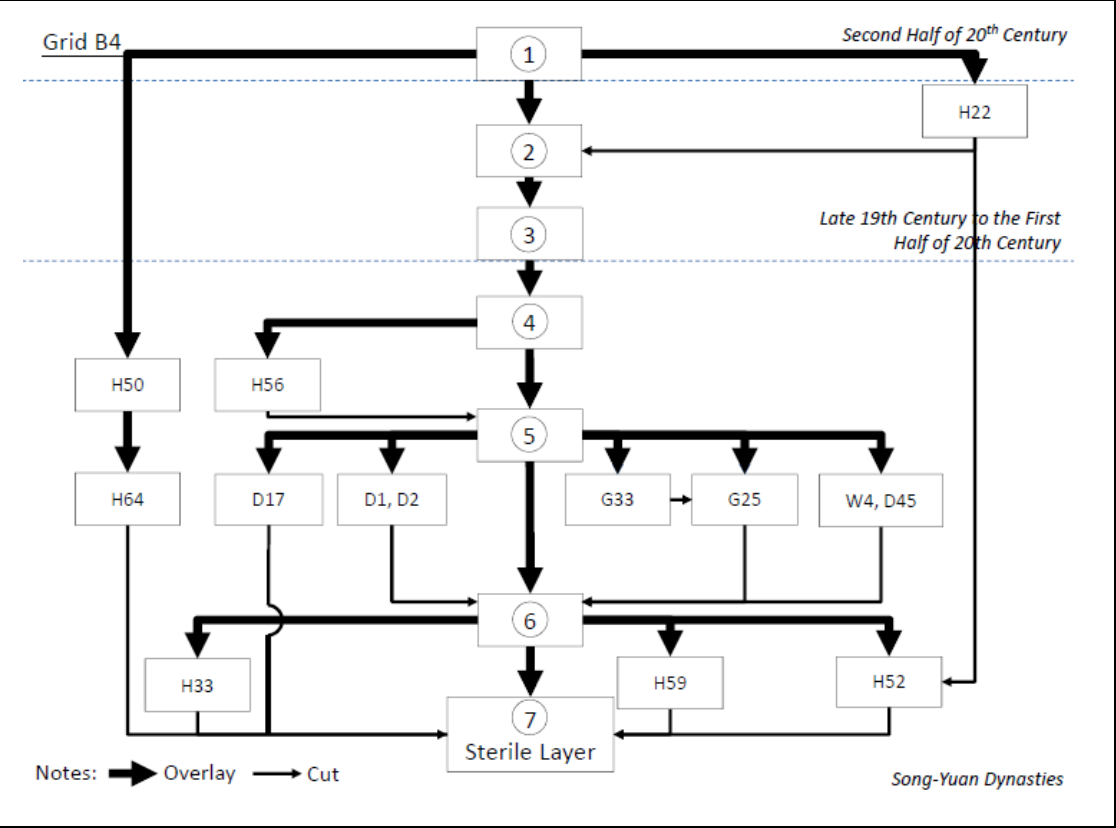 Grid B4
Second Half of 20th Century
1
H22
2
Late 19th Century to the First
Half of 20th Century
3
4
H50
H56
5
H64
D17
D1, D2
G33
G25
W4, D45
6
H33
H59
H52
7
Sterile Layer
Notes: Overlay Cut
Song-Yuan Dynasties